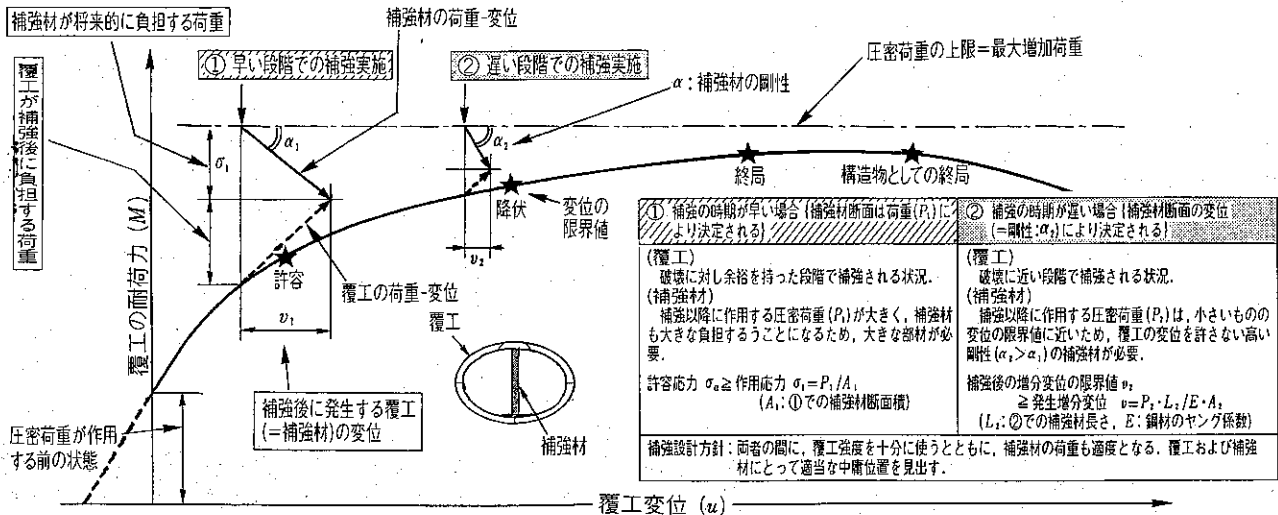 補強材が将来的に負担する荷重
補強材の荷重-変位
圧密荷重の上限=最大増加荷重
① 早い段階での補強実施
② 遅い段階での補強実施
α:補強材の剛性
覆工が補強後に負担する荷重
α₁
α₂
σ₁
覆工の耐荷力 (M)
許容
降伏
変位の
限界値
終局
構造物としての終局
v₁
v₂
覆工の荷重-変位
覆工
補強材
補強後に発生する覆工
(=補強材)の変位
圧密荷重が作用
する前の状態
覆工変位 (u)
① 補強の時期が早い場合{補強材断面は荷重(P₁)に
より決定される}
(覆工)
破壊に対し余裕を持った段階で補強される状況.
(補強材)
補強以降に作用する圧密荷重(P₁)が大きく, 補強材
も大きな負担するうことになるため, 大きな部材が必
要.
許容応力 σₐ≧作用応力 σ₁=P₁/A₁
(A₁:①での補強材断面積)
② 補強の時期が遅い場合{補強材断面の変位
(=剛性:α₂)により決定される}
(覆工)
破壊に近い段階で補強される状況.
(補強材)
補強以降に作用する圧密荷重(P₂)は, 小さいものの
変位の限界値に近いため, 覆工の変位を許さない高い
剛性(α₂>α₁)の補強材が必要.
補強後の増分変位の限界値 v₂
≧発生増分変位 v=P₂・L₂/E・A₂
(L₂:②での補強材長さ, E:鋼材のヤング係数)
補強設計方針:両者の間に, 覆工強度を十分に使うとともに, 補強材の荷重も適度となる, 覆工および補強
材にとって適当な中庸位置を見出す.